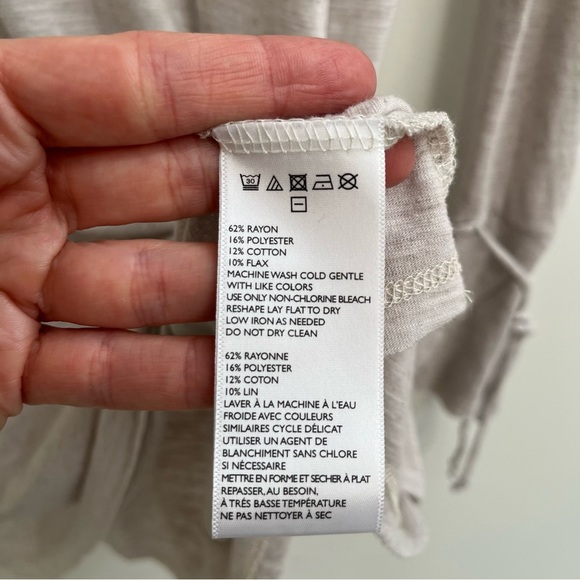 30
62% RAYON
16% POLYESTER
12% COTTON
10% FLAX
MACHINE WASH COLD GENTLE
WITH LIKE COLORS
USE ONLY NON-CHLORINE BLEACH
RESHAPE LAY FLAT TO DRY
LOW IRON AS NEEDED
DO NOT DRY CLEAN
62% RAYONNE
16% POLYESTER
12% COTON
10% LIN
LAVER À LA MACHINE À L'EAU
FROIDE AVEC COULEURS
SIMILAIRES CYCLE DÉLICAT
UTILISER UN AGENT DE
BLANCHIMENT SANS CHLORE
SI NÉCESSAIRE
METTRE EN FORME ET SECHER À PLAT
REPASSER, AU BESOIN,
À TRÉS BASSE TEMPÉRATURE
NE PAS NETTOYER À SEC